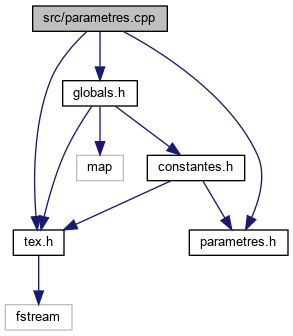 src/parametres.cpp
globals.h
map
constantes.h
tex.h
parametres.h
fstream